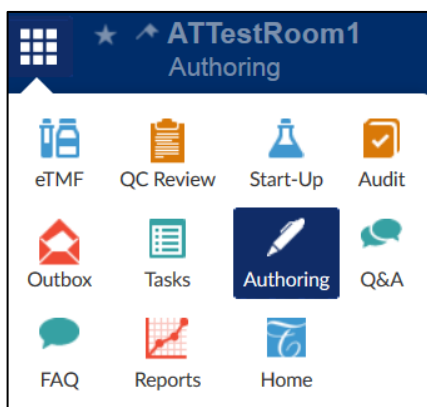 ATTestRoom1
Authoring
eTMF QC Review Start-Up Audit
Outbox Tasks Authoring Q&A
FAQ Reports Home